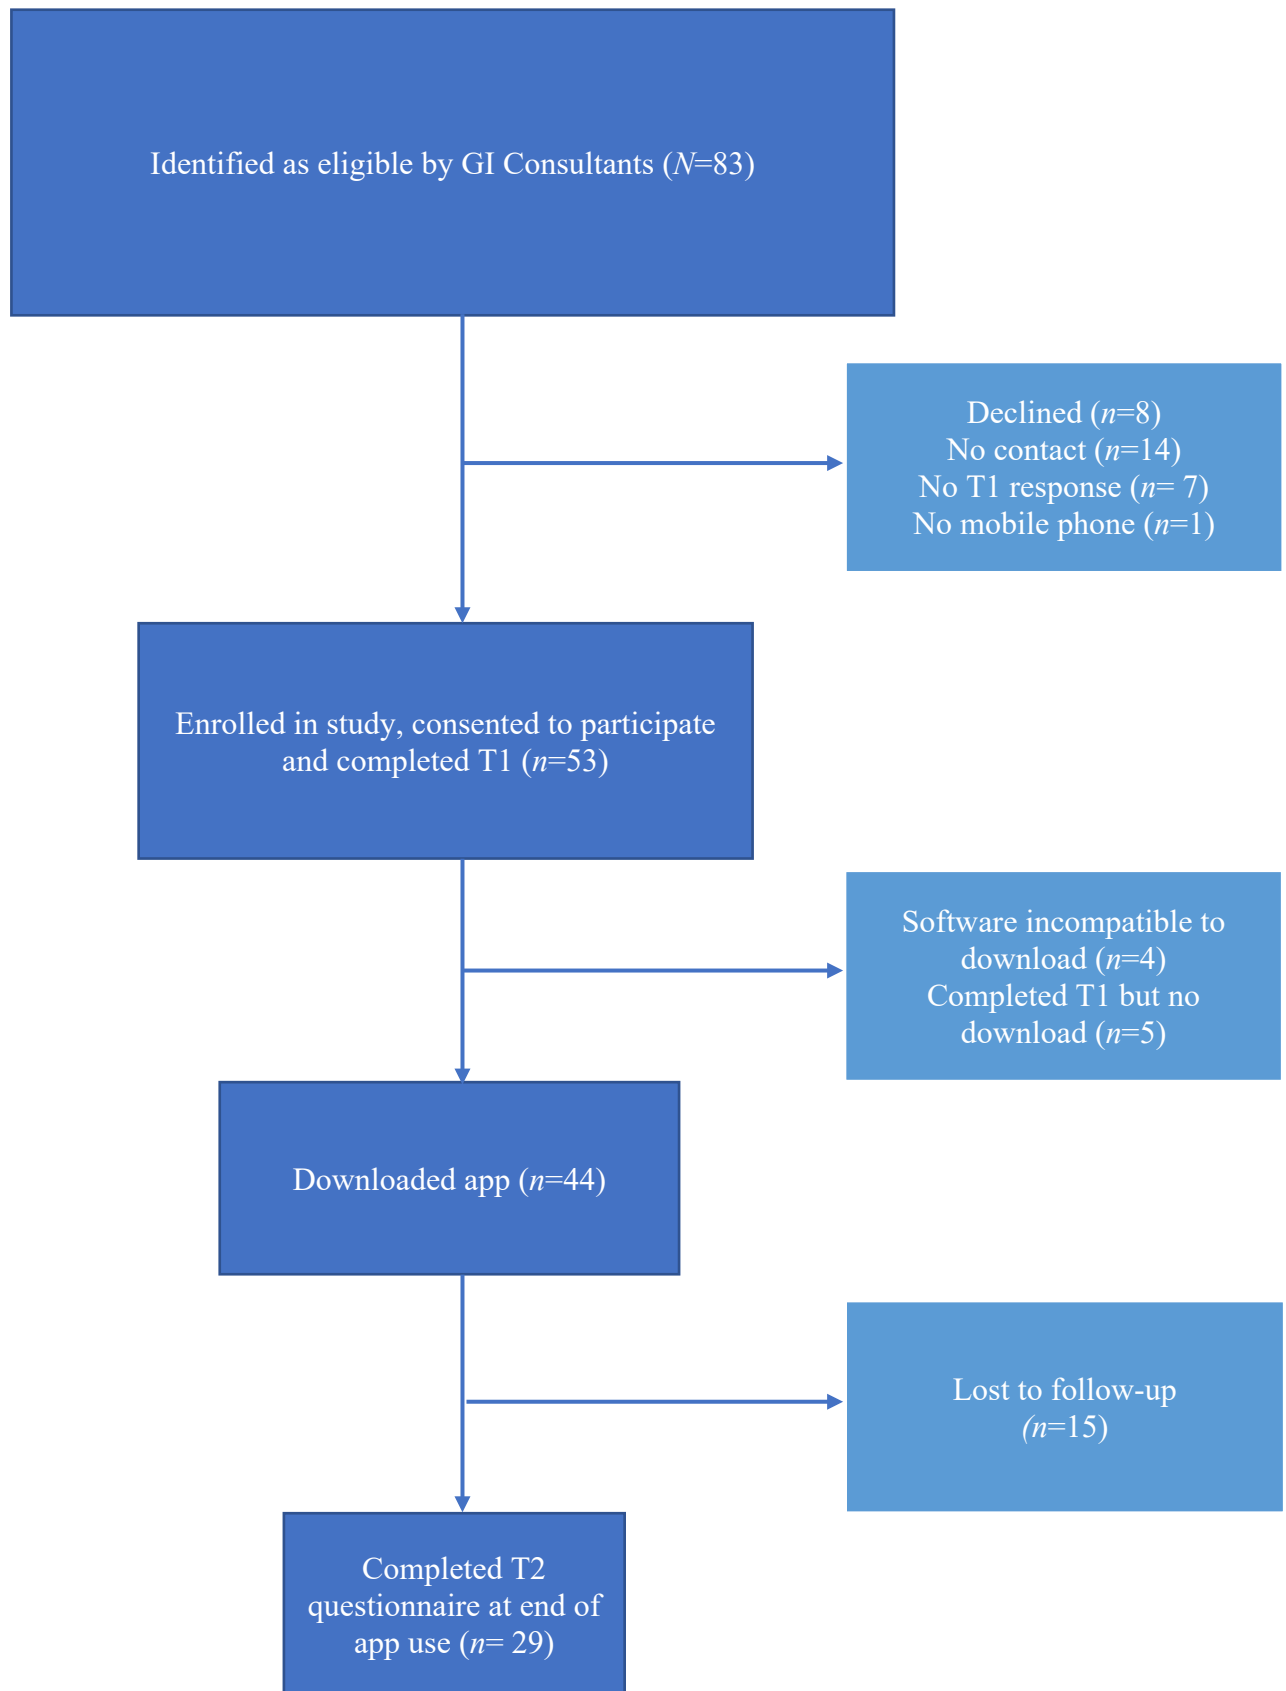 Identified as eligible by GI Consultants (N=83)
Declined (n=8)
No contact (n=14)
No T1 response (n= 7)
No mobile phone (n=1)
Enrolled in study, consented to participate
and completed T1 (n=53)
Software incompatible to
download (n=4)
Completed T1 but no
download (n=5)
Downloaded app (n=44)
Lost to follow-up
(n=15)
Completed T2
questionnaire at end of
app use (n= 29)